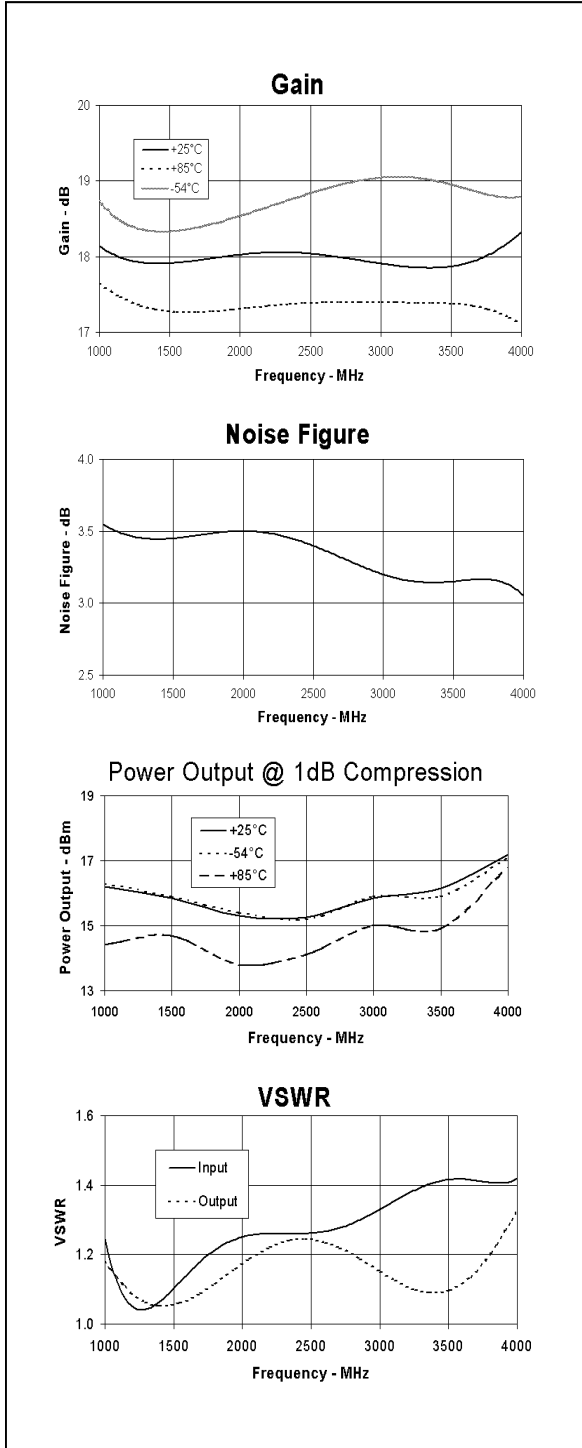 Gain
20
19
18
17
Gain - dB
+25°C
+85°C
-54°C
1000 1500 2000 2500 3000 3500 4000
Frequency - MHz
Noise Figure
4.0
3.5
3.0
2.5
Noise Figure - dB
1000 1500 2000 2500 3000 3500 4000
Frequency - MHz
Power Output @ 1dB Compression
19
17
15
13
Power Output - dBm
+25°C
-54°C
+85°C
1000 1500 2000 2500 3000 3500 4000
Frequency - MHz
VSWR
1.6
1.4
1.2
1.0
VSWR
Input
Output
1000 1500 2000 2500 3000 3500 4000
Frequency - MHz